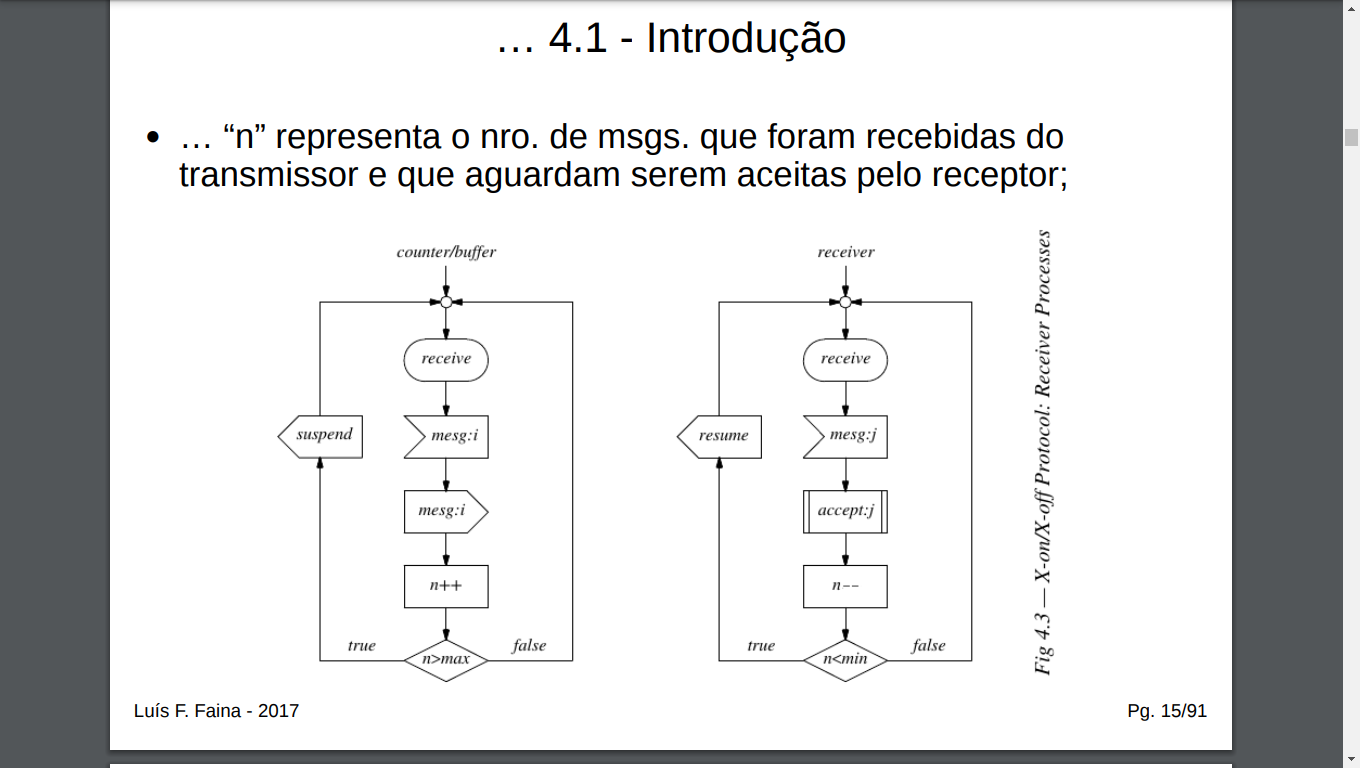 … 4.1 - Introdução
• … “n” representa o nro. de msgs. que foram recebidas do
transmissor e que aguardam serem aceitas pelo receptor;
counter/buffer
receive
suspend
mesg:i
mesg:i
n++
true
false
n>max
receiver
receive
resume
mesg:j
accept:j
n--
true
false
n<min
Fig 4.3 — X-on/X-off Protocol: Receiver Processes
Luís F. Faina - 2017
Pg. 15/91